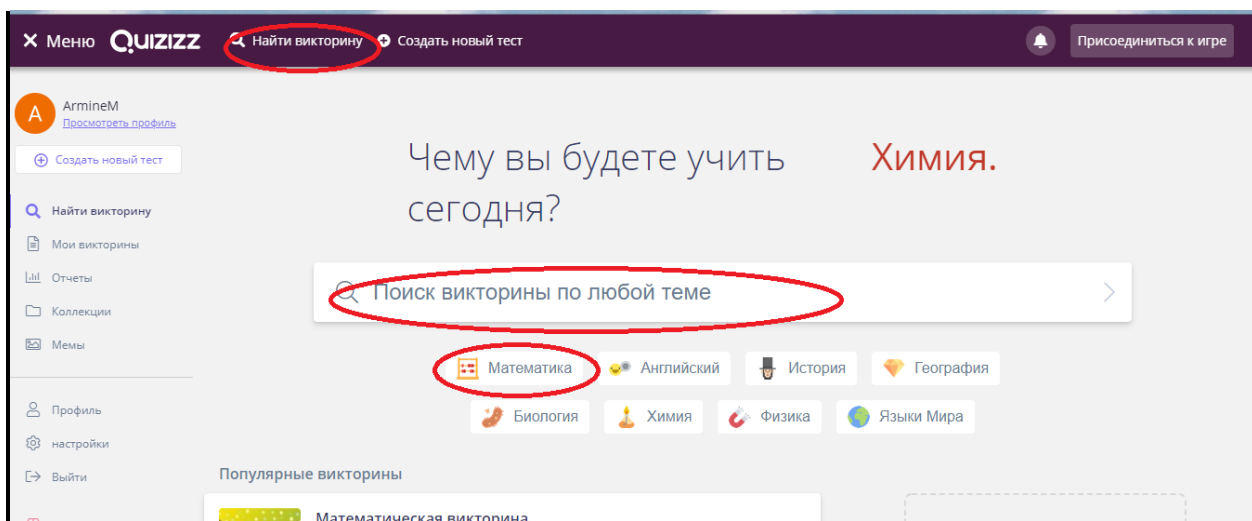 Меню QUIZIZZ Найти викторину Создать новый тест Присоединиться к игре
A
ArmineM
Просмотреть профиль
Создать новый тест
Найти викторину
Мои викторины
Отчеты
Коллекции
Мемы
Профиль
настройки
Выйти
Чему вы будете учить Химия.
сегодня?
Поиск викторины по любой теме
Математика Английский История География
Биология Химия Физика Языки Мира
Популярные викторины
Математическая викторина